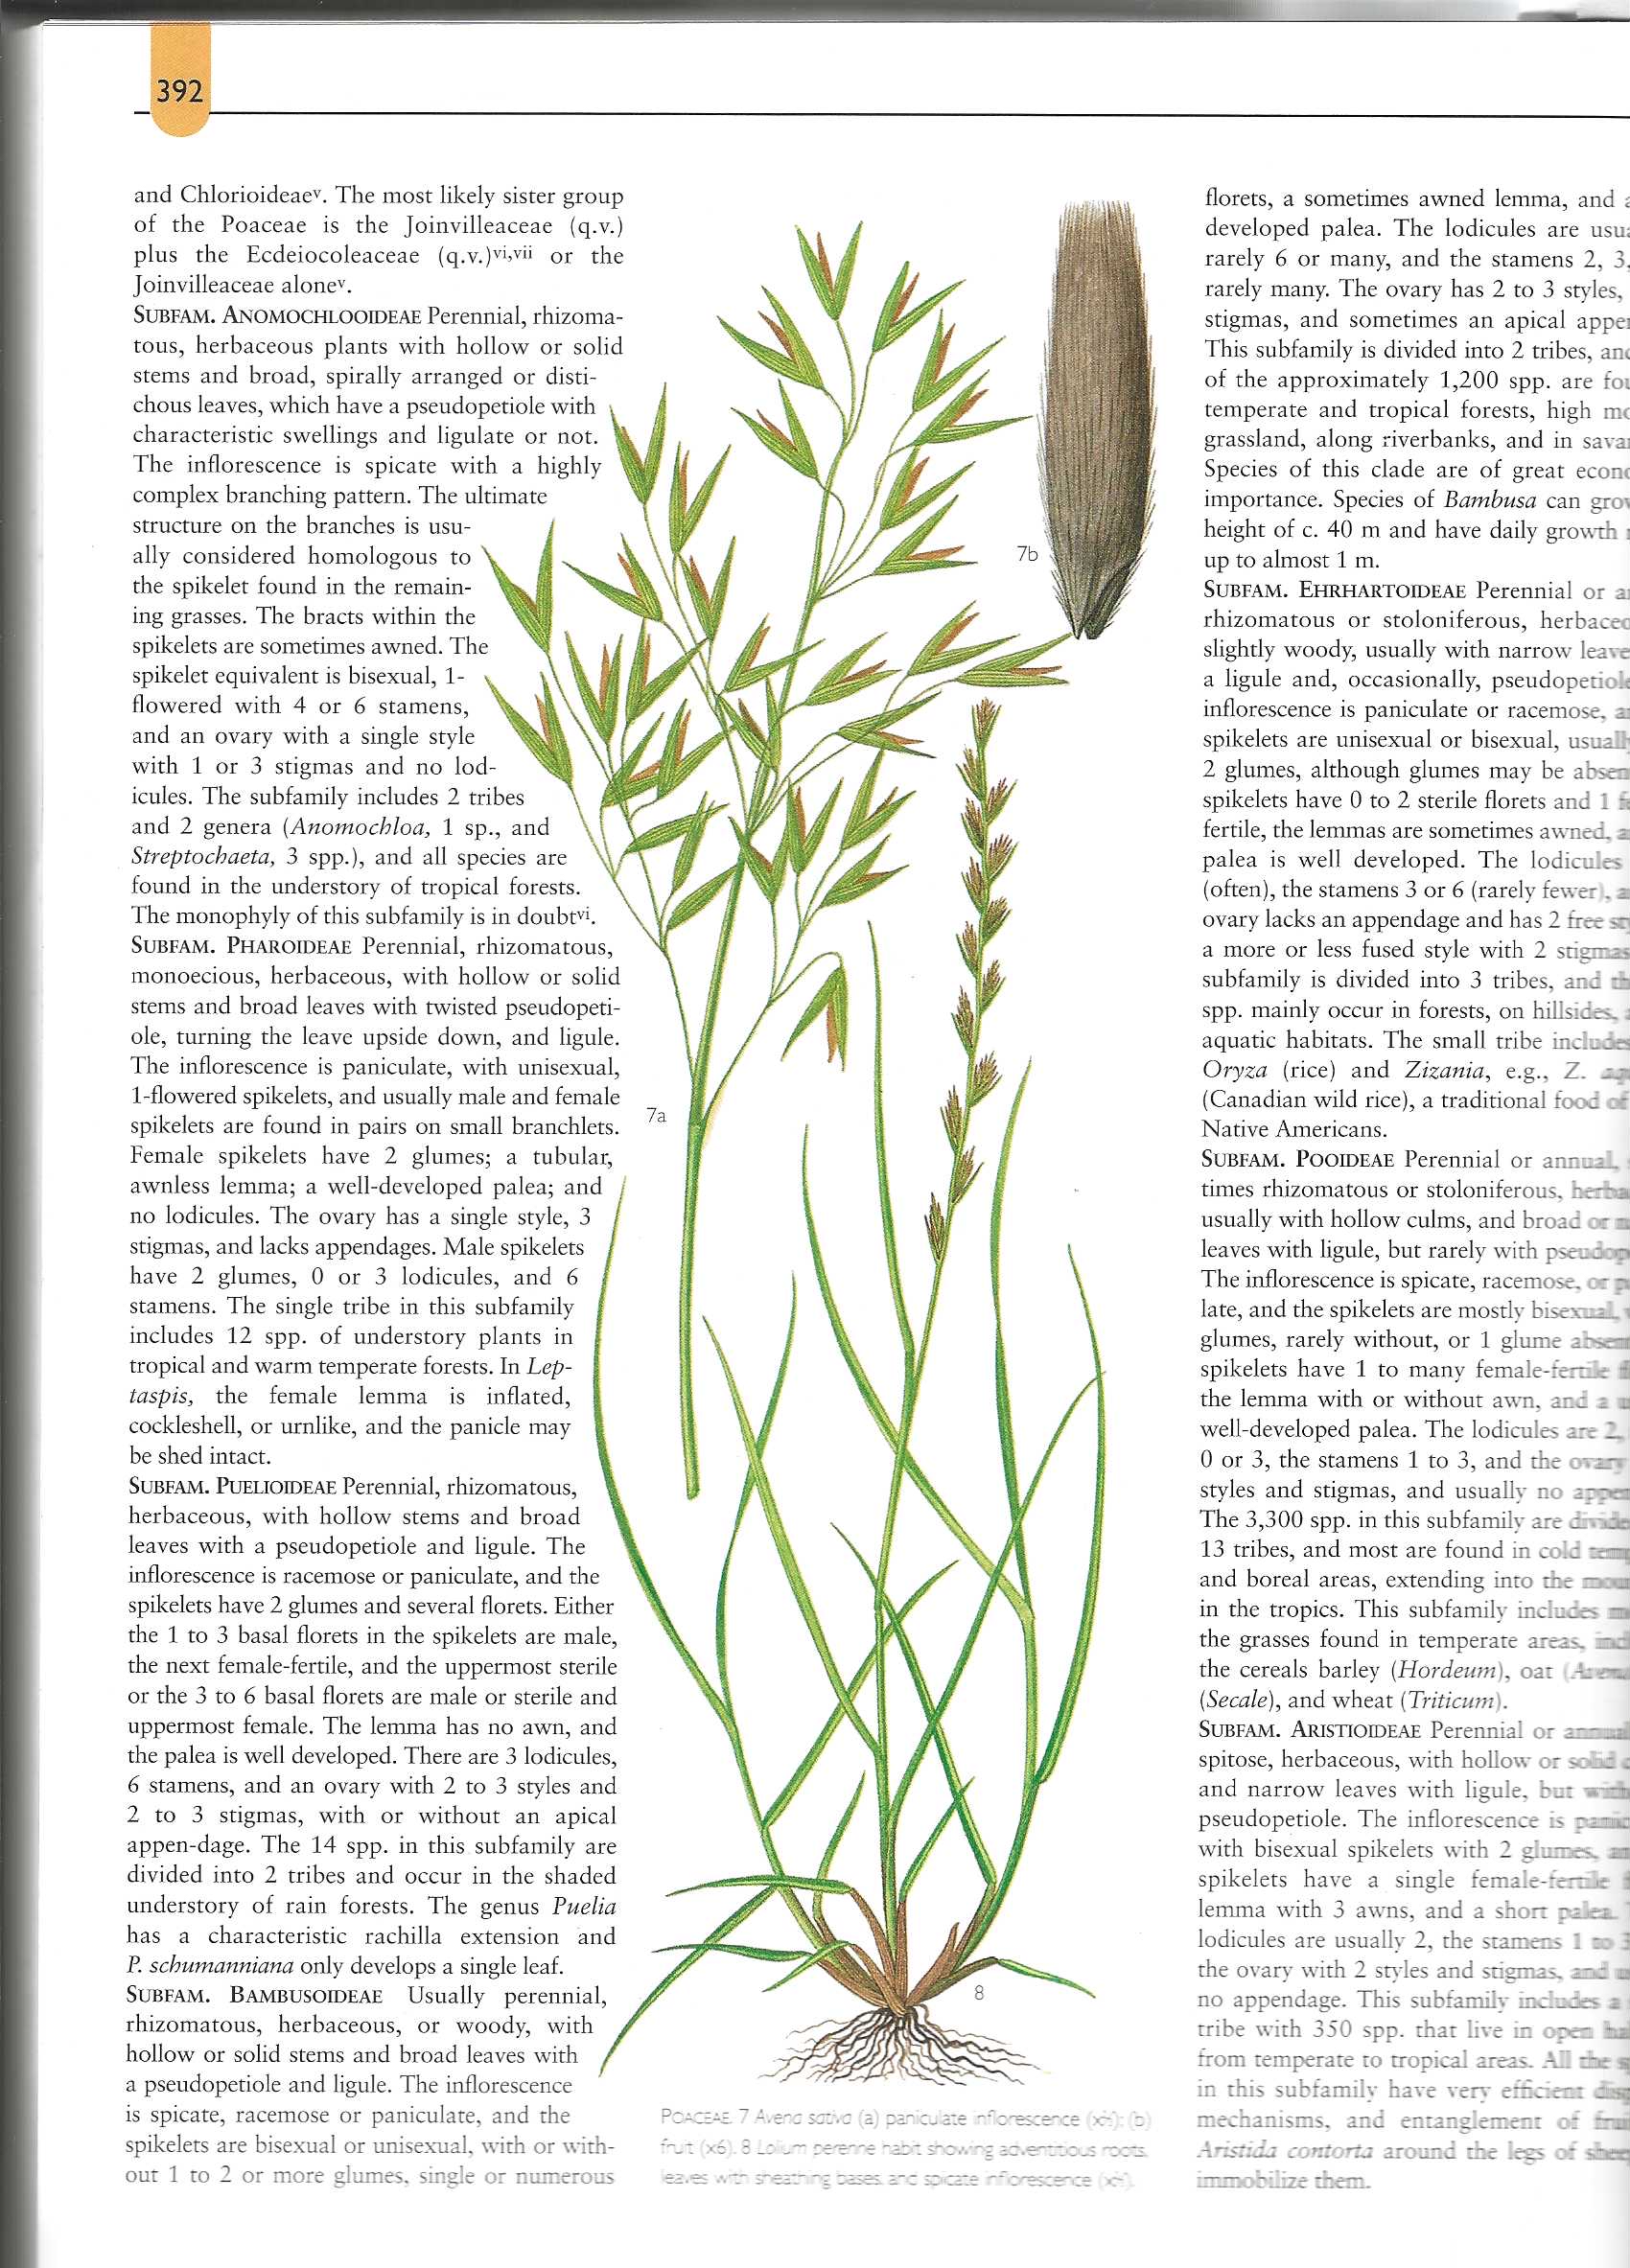 392
and Chlorioideaeᵛ. The most likely sister group
of the Poaceae is the Joinvilleaceae (q.v.)
plus the Ecdeiocoleaceae (q.v.)ᵛⁱ,ᵛⁱⁱ or the
Joinvilleaceae aloneᵛ.
SUBFAM. ANOMOCHLOOIDEAE Perennial, rhizoma-
tous, herbaceous plants with hollow or solid
stems and broad, spirally arranged or disti-
chous leaves, which have a pseudopetiole with
characteristic swellings and ligulate or not.
The inflorescence is spicate with a highly
complex branching pattern. The ultimate
structure on the branches is usu-
ally considered homologous to
the spikelet found in the remain-
ing grasses. The bracts within the
spikelets are sometimes awned. The
spikelet equivalent is bisexual, 1-
flowered with 4 or 6 stamens,
and an ovary with a single style
with 1 or 3 stigmas and no lod-
icules. The subfamily includes 2 tribes
and 2 genera (Anomochloa, 1 sp., and
Streptochaeta, 3 spp.), and all species are
found in the understory of tropical forests.
The monophyly of this subfamily is in doubtᵛⁱ.
SUBFAM. PHAROIDEAE Perennial, rhizomatous,
monoecious, herbaceous, with hollow or solid
stems and broad leaves with twisted pseudopeti-
ole, turning the leave upside down, and ligule.
The inflorescence is paniculate, with unisexual,
1-flowered spikelets, and usually male and female
spikelets are found in pairs on small branchlets.
Female spikelets have 2 glumes; a tubular,
awnless lemma; a well-developed palea; and
no lodicules. The ovary has a single style, 3
stigmas, and lacks appendages. Male spikelets
have 2 glumes, 0 or 3 lodicules, and 6
stamens. The single tribe in this subfamily
includes 12 spp. of understory plants in
tropical and warm temperate forests. In Lep-
taspis, the female lemma is inflated,
cockleshell, or urnlike, and the panicle may
be shed intact.
SUBFAM. PUELIOIDEAE Perennial, rhizomatous,
herbaceous, with hollow stems and broad
leaves with a pseudopetiole and ligule. The
inflorescence is racemose or paniculate, and the
spikelets have 2 glumes and several florets. Either
the 1 to 3 basal florets in the spikelets are male,
the next female-fertile, and the uppermost sterile
or the 3 to 6 basal florets are male or sterile and
uppermost female. The lemma has no awn, and
the palea is well developed. There are 3 lodicules,
6 stamens, and an ovary with 2 to 3 styles and
2 to 3 stigmas, with or without an apical
appen-dage. The 14 spp. in this subfamily are
divided into 2 tribes and occur in the shaded
understory of rain forests. The genus Puelia
has a characteristic rachilla extension and
P. schumanniana only develops a single leaf.
SUBFAM. BAMBUSOIDEAE Usually perennial,
rhizomatous, herbaceous, or woody, with
hollow or solid stems and broad leaves with
a pseudopetiole and ligule. The inflorescence
is spicate, racemose or paniculate, and the
spikelets are bisexual or unisexual, with or with-
out 1 to 2 or more glumes, single or numerous
7b
7a
8
POACEAE. 7 Avena sativa (a) paniculate inflorescence (b)
fruit (x6). 8 Lolium perenne habit showing adventitious roots,
leaves with sheathing bases, and spicate inflorescence
florets, a sometimes awned lemma, and
developed palea. The lodicules are
rarely 6 or many, and the stamens 2, 3,
rarely many. The ovary has 2 to 3 styles,
stigmas, and sometimes an apical
This subfamily is divided into 2 tribes,
of the approximately 1,200 spp. are
temperate and tropical forests, high
grassland, along riverbanks, and in
Species of this clade are of great
importance. Species of Bambusa can
height of c. 40 m and have daily growth
up to almost 1 m.
SUBFAM. EHRHARTOIDEAE Perennial or
rhizomatous or stoloniferous,
slightly woody, usually with narrow
a ligule and, occasionally,
inflorescence is paniculate or racemose,
spikelets are unisexual or bisexual,
2 glumes, although glumes may be
spikelets have 0 to 2 sterile florets and 1
fertile, the lemmas are sometimes awned,
palea is well developed. The lodicules
(often), the stamens 3 or 6 (rarely fewer),
ovary lacks an appendage and has 2 free
a more or less fused style with 2 stigmas
subfamily is divided into 3 tribes, and
spp. mainly occur in forests, on hillsides,
aquatic habitats. The small tribe includes
Oryza (rice) and Zizania, e.g., Z.
(Canadian wild rice), a traditional food of
Native Americans.
SUBFAM. POOIDEAE Perennial or annual,
times rhizomatous or stoloniferous,
usually with hollow culms, and broad or
leaves with ligule, but rarely with
The inflorescence is spicate, racemose, or
late, and the spikelets are mostly bisexual,
glumes, rarely without, or 1 glume
spikelets have 1 to many female-fertile
the lemma with or without awn, and a
well-developed palea. The lodicules are 2,
0 or 3, the stamens 1 to 3, and the ovary
styles and stigmas, and usually no
The 3,300 spp. in this subfamily are
13 tribes, and most are found in cold
and boreal areas, extending into the
in the tropics. This subfamily includes
the grasses found in temperate areas,
the cereals barley (Hordeum), oat
(Secale), and wheat (Triticum).
SUBFAM. ARISTIOIDEAE Perennial or annual
spitose, herbaceous, with hollow or solid
and narrow leaves with ligule, but
pseudopetiole. The inflorescence is
with bisexual spikelets with 2 glumes,
spikelets have a single female-fertile
lemma with 3 awns, and a short palea.
lodicules are usually 2, the stamens 1 to 3
the ovary with 2 styles and stigmas, and
no appendage. This subfamily includes a
tribe with 350 spp. that live in open
from temperate to tropical areas. All the
in this subfamily have very efficient
mechanisms, and entanglement of
Aristida contorta around the legs of
immobilize them.